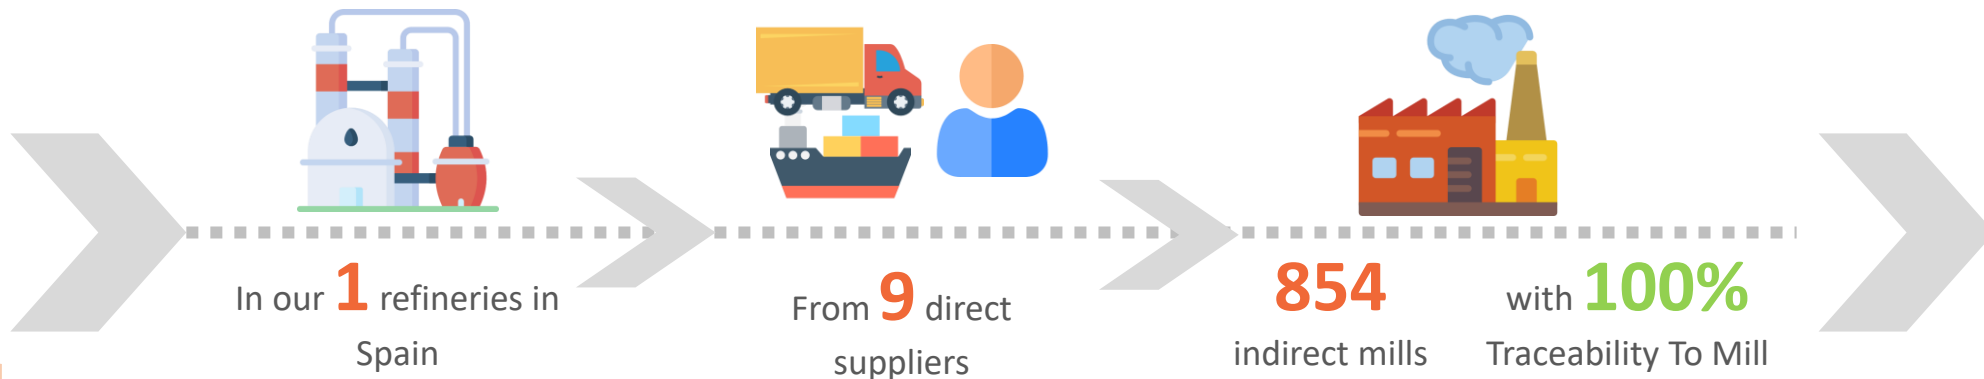 In our 1 refineries in
Spain
From 9 direct
suppliers
854
indirect mills
with 100%
Traceability To Mill